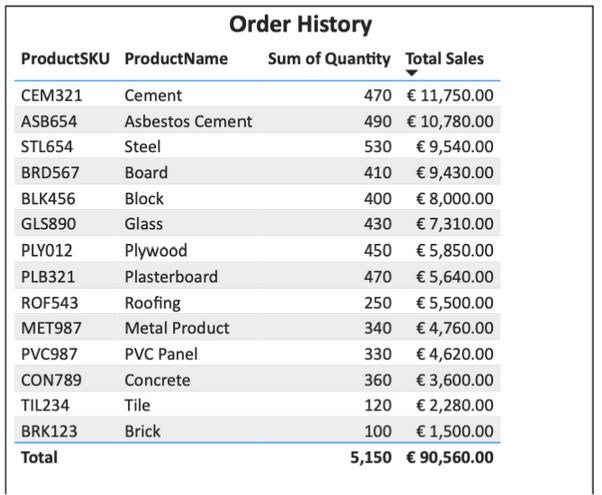 Order History
ProductSKU ProductName Sum of Quantity Total Sales
CEM321 Cement 470 € 11,750.00
ASB654 Asbestos Cement 490 € 10,780.00
STL654 Steel 530 € 9,540.00
BRD567 Board 410 € 9,430.00
BLK456 Block 400 € 8,000.00
GLS890 Glass 430 € 7,310.00
PLY012 Plywood 450 € 5,850.00
PLB321 Plasterboard 470 € 5,640.00
ROF543 Roofing 250 € 5,500.00
MET987 Metal Product 340 € 4,760.00
PVC987 PVC Panel 330 € 4,620.00
CON789 Concrete 360 € 3,600.00
TIL234 Tile 120 € 2,280.00
BRK123 Brick 100 € 1,500.00
Total 5,150 € 90,560.00